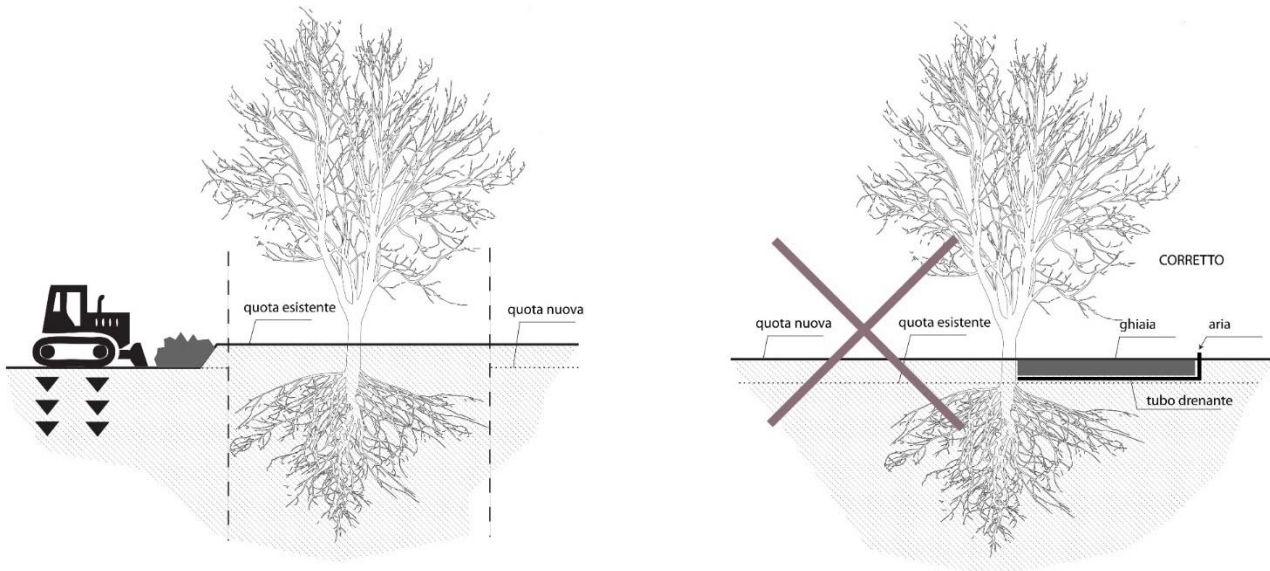 quota esistente
quota nuova
CORRETTO
quota nuova
quota esistente
ghiaia
aria
tubo drenante